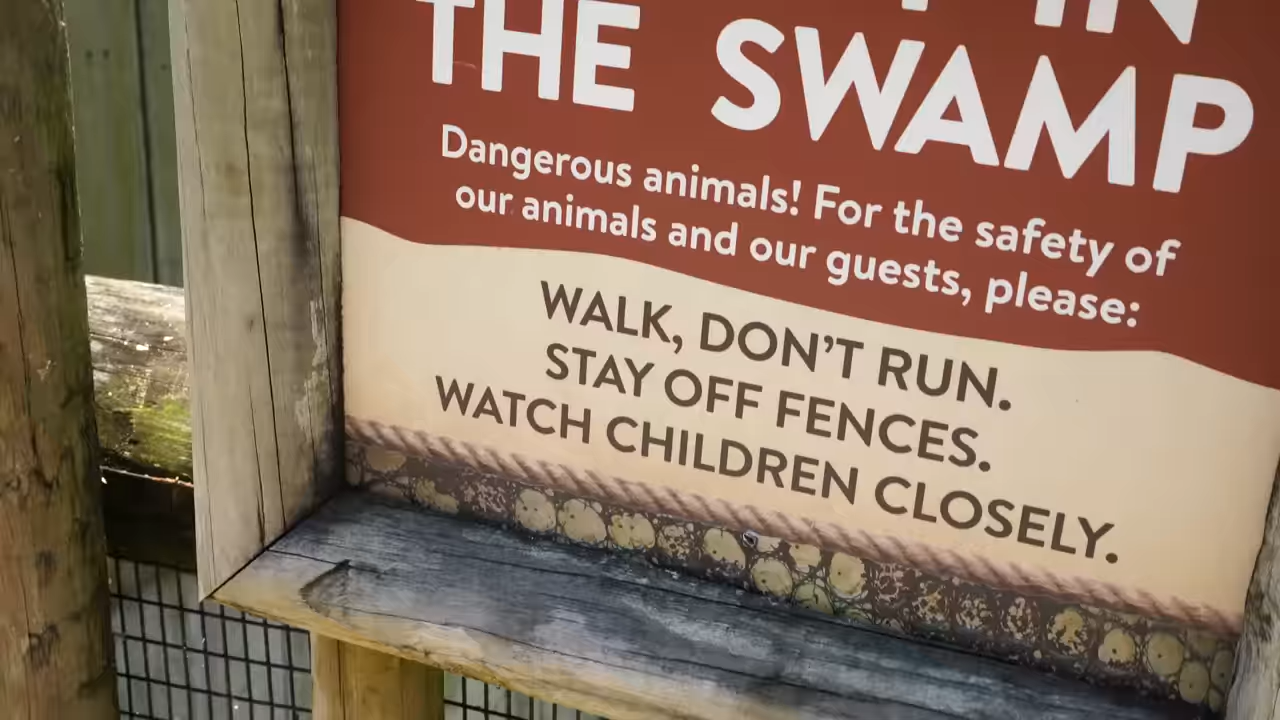 IN
THE SWAMP
Dangerous animals! For the safety of
our animals and our guests, please:
WALK, DON'T RUN.
STAY OFF FENCES.
WATCH CHILDREN CLOSELY.